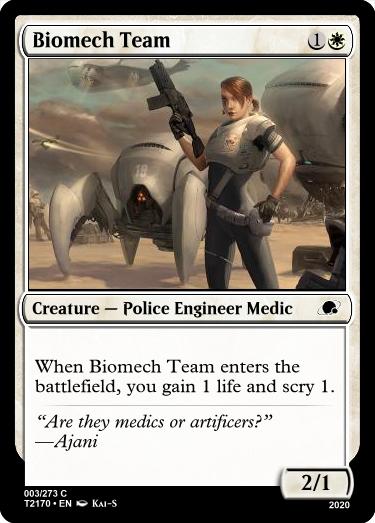 Biomech Team 1
19
Creature — Police Engineer Medic
When Biomech Team enters the
battlefield, you gain 1 life and scry 1.
“Are they medics or artificers?”
—Ajani
2/1
003/273 C
T2170 • EN Kai-S
2020